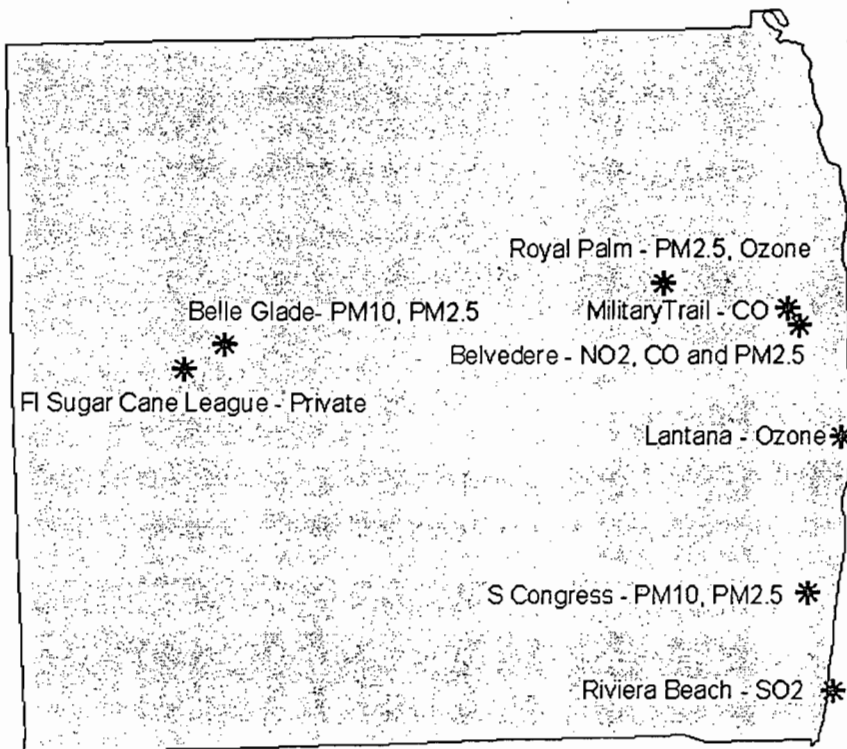 Royal Palm - PM2.5, Ozone
Belle Glade- PM10, PM2.5
MilitaryTrail - CO
Belvedere - NO2, CO and PM2.5
Fl Sugar Cane League - Private
Lantana - Ozone
S Congress - PM10, PM2.5
Riviera Beach - SO2